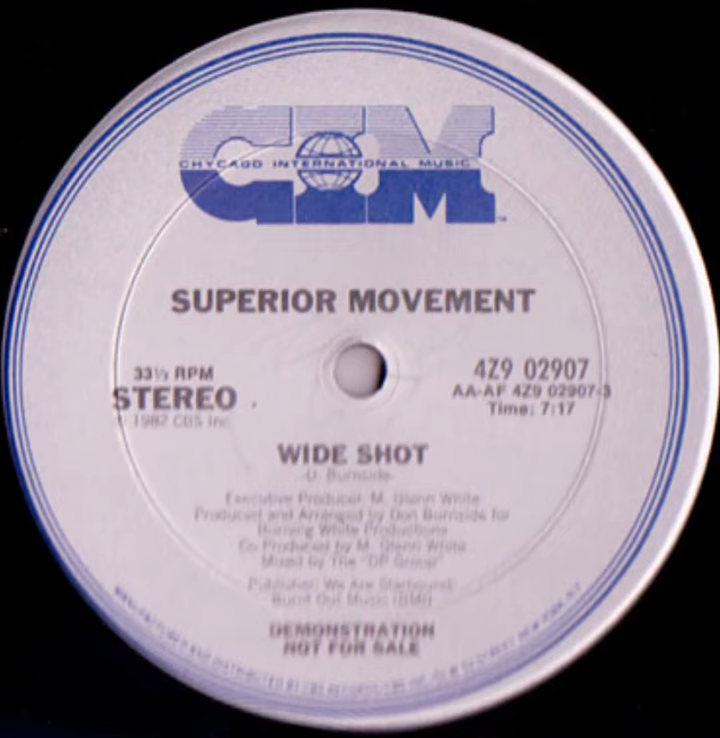 CIM
CHYCAGO INTERNATIONAL MUSIC
SUPERIOR MOVEMENT
33⅓ RPM
STEREO
℗ 1982 CBS Inc.
4Z9 02907
AA-AF 4Z9 02907-3
Time: 7:17
WIDE SHOT
-D. Burnside-
Executive Producer: M. Glenn White
Produced and Arranged by Don Burnside for
Burning White Productions
Co-Produced by M. Glenn White
Mixed by The "DP Group"
Publisher: We Are Starbound
Burnt Out Music (BMI)
DEMONSTRATION
NOT FOR SALE